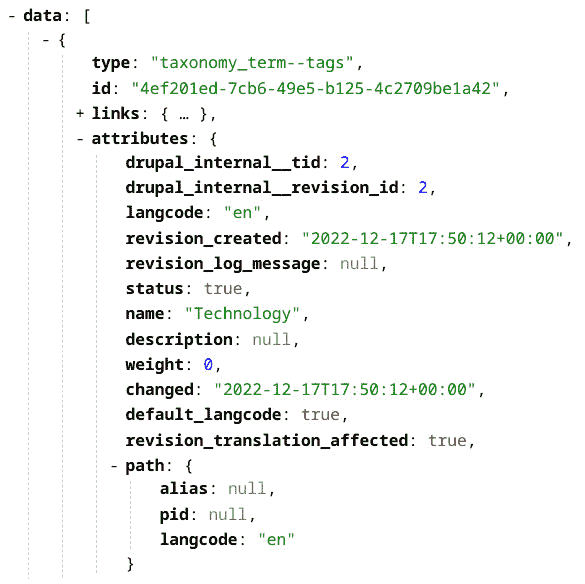 - data: [
- {
type: "taxonomy_term--tags",
id: "4ef201ed-7cb6-49e5-b125-4c2709be1a42",
+ links: { … },
- attributes: {
drupal_internal__tid: 2,
drupal_internal__revision_id: 2,
langcode: "en",
revision_created: "2022-12-17T17:50:12+00:00",
revision_log_message: null,
status: true,
name: "Technology",
description: null,
weight: 0,
changed: "2022-12-17T17:50:12+00:00",
default_langcode: true,
revision_translation_affected: true,
- path: {
alias: null,
pid: null,
langcode: "en"
}